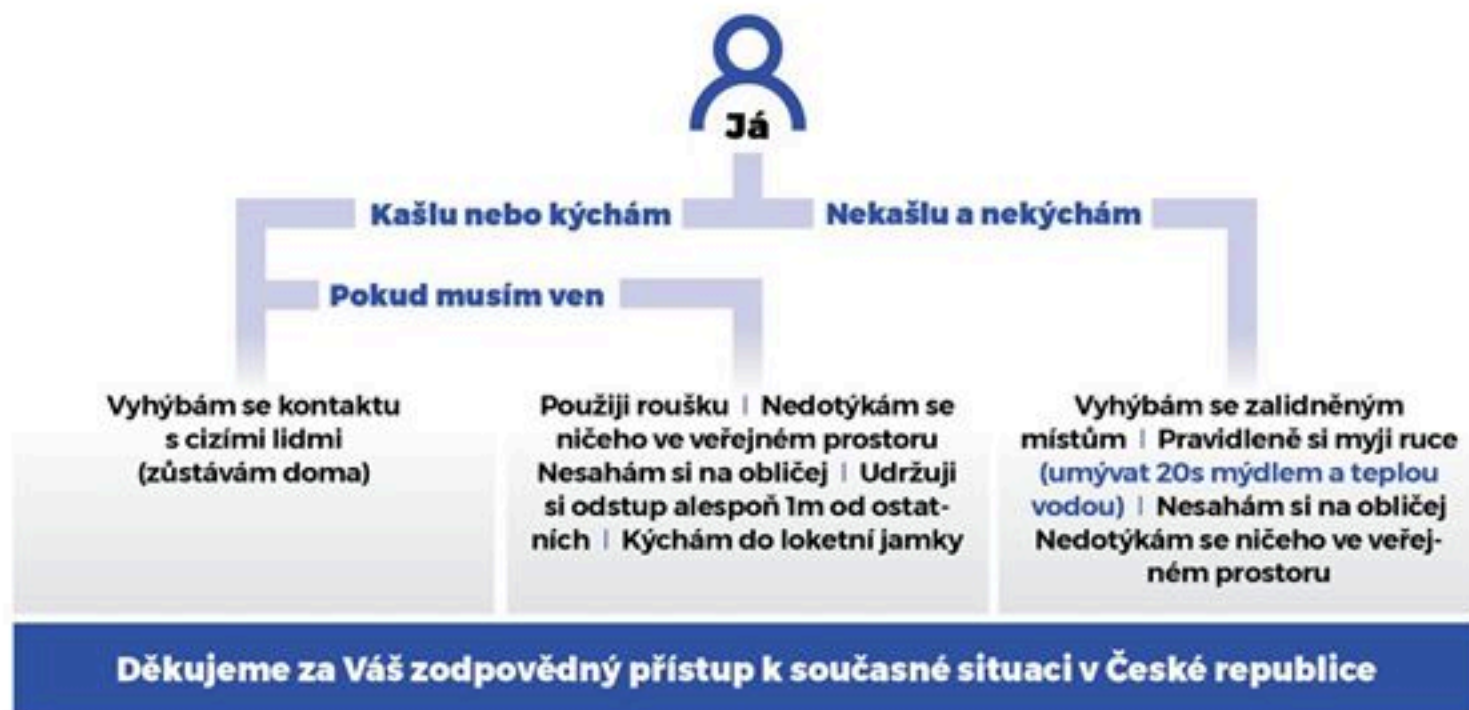 Já
Kašlu nebo kýchám
Nekašlu a nekýchám
Pokud musím ven
Vyhýbám se kontaktu
s cizími lidmi
(zůstávám doma)
Použiji roušku | Nedotýkám se
ničeho ve veřejném prostoru
Nesahám si na obličej | Udržuji
si odstup alespoň 1m od ostat-
ních | Kýchám do loketní jamky
Vyhýbám se zalidněným
místům | Pravidleně si myji ruce
(umývat 20s mýdlem a teplou
vodou) | Nesahám si na obličej
Nedotýkám se ničeho ve veřej-
ném prostoru
Děkujeme za Váš zodpovědný přístup k současné situaci v České republice